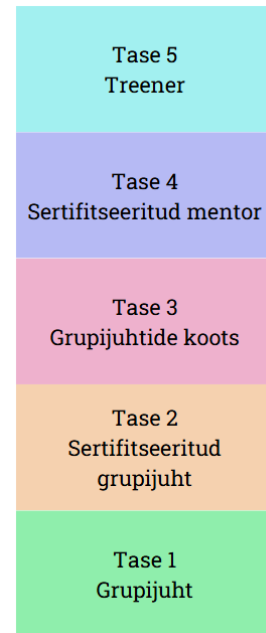 Tase 5
Treener
Tase 4
Sertifitseeritud mentor
Tase 3
Grupijuhtide koots
Tase 2
Sertifitseeritud
grupijuht
Tase 1
Grupijuht